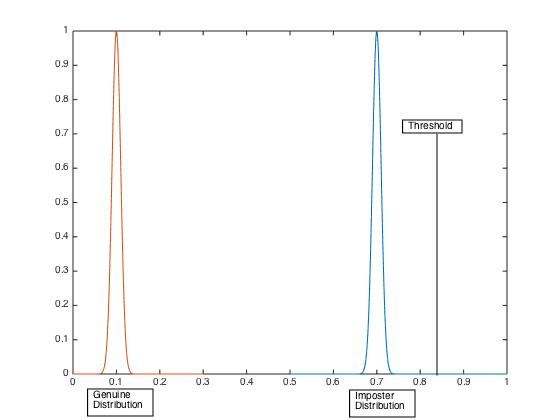 1
0.9
0.8
0.7
0.6
0.5
0.4
0.3
0.2
0.1
0
Threshold
0 0.1 0.2 0.3 0.4 0.5 0.6 0.7 0.8 0.9 1
Genuine
Distribution
Imposter
Distribution